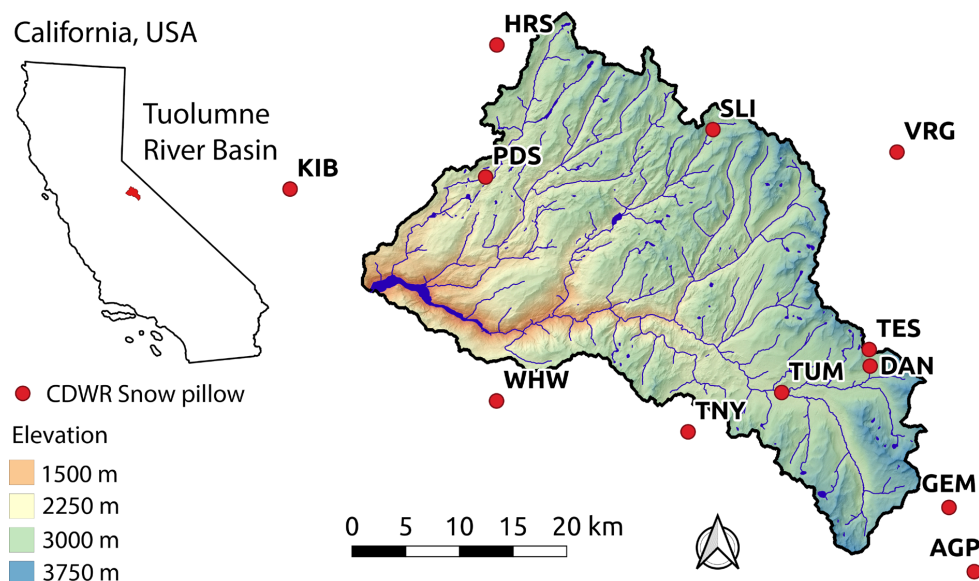 California, USA
Tuolumne
River Basin
HRS
SLI
VRG
PDS
KIB
TES
DAN
TUM
WHW
TNY
GEM
AGP
CDWR Snow pillow
Elevation
1500 m
2250 m
3000 m
3750 m
0 5 10 15 20 km